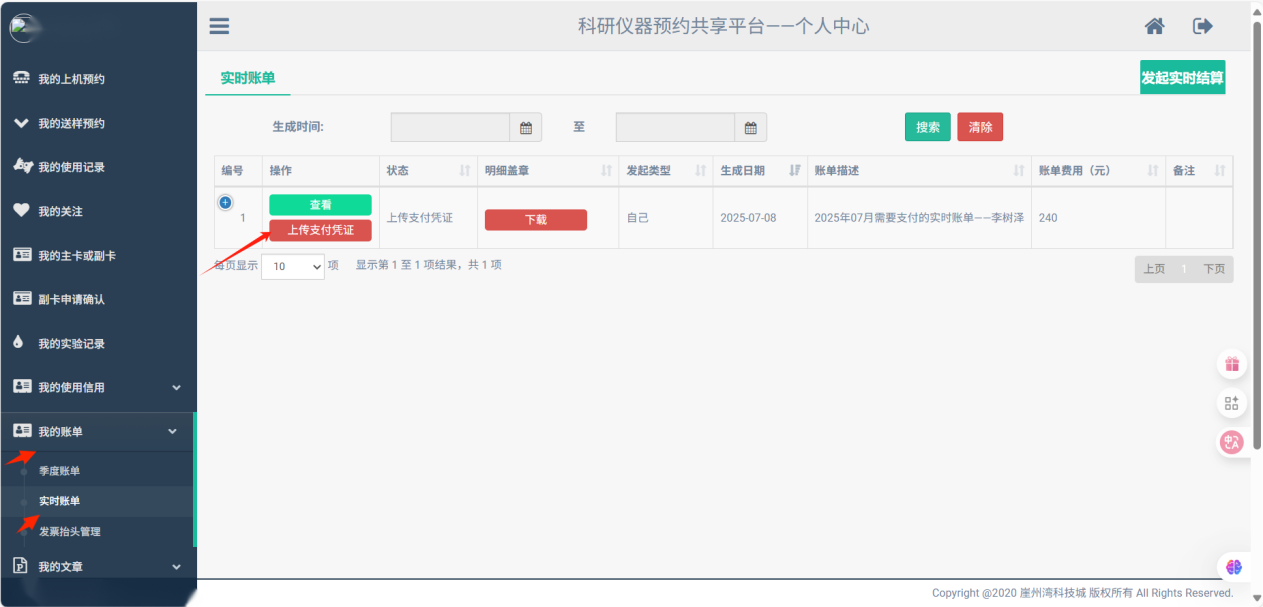 科研仪器预约共享平台——个人中心
我的上机预约
我的送样预约
我的使用记录
我的关注
我的主卡或副卡
副卡申请确认
我的实验记录
我的使用信用
我的账单
季度账单
实时账单
发票抬头管理
我的文章
实时账单
发起实时结算
生成时间: 至 搜索 清除
编号 操作 状态 明细盖章 发起类型 生成日期 账单描述 账单费用（元） 备注
1 查看 上传支付凭证 上传支付凭证 下载 自己 2025-07-08 2025年07月需要支付的实时账单——李树泽 240
每页显示 10 项 显示第 1 至 1 项结果，共 1 项
上页 1 下页
Copyright @2020 崖州湾科技城 版权所有 All Rights Reserved.